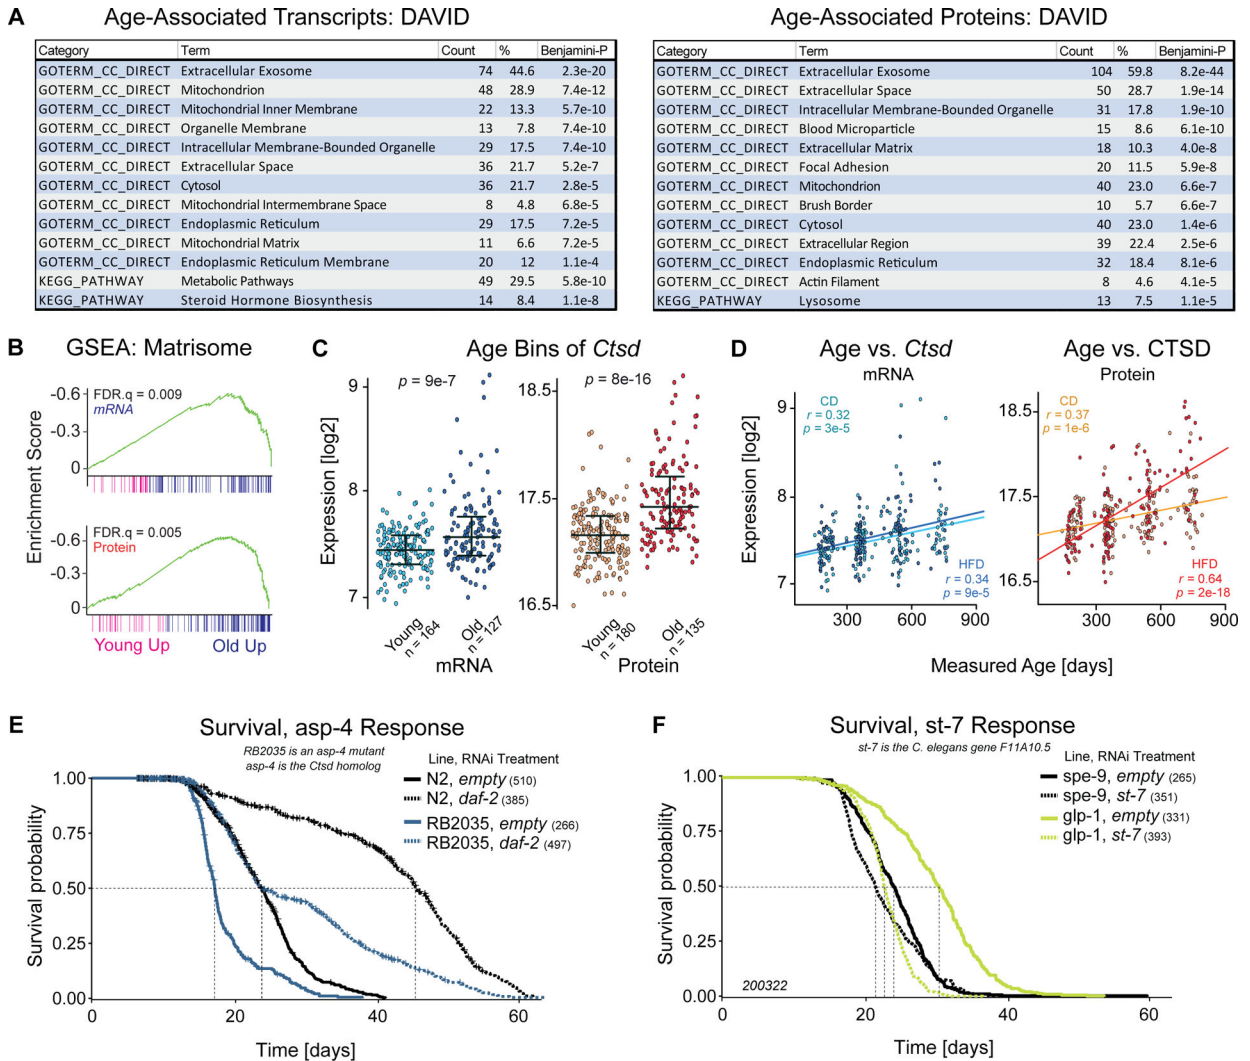 A
Age-Associated Transcripts: DAVID
Category Term Count % Benjamini-P
GOTERM_CC_DIRECT Extracellular Exosome 74 44.6 2.3e-20
GOTERM_CC_DIRECT Mitochondrion 48 28.9 7.4e-12
GOTERM_CC_DIRECT Mitochondrial Inner Membrane 22 13.3 5.7e-10
GOTERM_CC_DIRECT Organelle Membrane 13 7.8 7.4e-10
GOTERM_CC_DIRECT Intracellular Membrane-Bounded Organelle 29 17.5 7.4e-10
GOTERM_CC_DIRECT Extracellular Space 36 21.7 5.2e-7
GOTERM_CC_DIRECT Cytosol 36 21.7 2.8e-5
GOTERM_CC_DIRECT Mitochondrial Intermembrane Space 8 4.8 6.8e-5
GOTERM_CC_DIRECT Endoplasmic Reticulum 29 17.5 7.2e-5
GOTERM_CC_DIRECT Mitochondrial Matrix 11 6.6 7.2e-5
GOTERM_CC_DIRECT Endoplasmic Reticulum Membrane 20 12 1.1e-4
KEGG_PATHWAY Metabolic Pathways 49 29.5 5.8e-10
KEGG_PATHWAY Steroid Hormone Biosynthesis 14 8.4 1.1e-8
Age-Associated Proteins: DAVID
Category Term Count % Benjamini-P
GOTERM_CC_DIRECT Extracellular Exosome 104 59.8 8.2e-44
GOTERM_CC_DIRECT Extracellular Space 50 28.7 1.9e-14
GOTERM_CC_DIRECT Intracellular Membrane-Bounded Organelle 31 17.8 1.9e-10
GOTERM_CC_DIRECT Blood Microparticle 15 8.6 6.1e-10
GOTERM_CC_DIRECT Extracellular Matrix 18 10.3 4.0e-8
GOTERM_CC_DIRECT Focal Adhesion 20 11.5 5.9e-8
GOTERM_CC_DIRECT Mitochondrion 40 23.0 6.6e-7
GOTERM_CC_DIRECT Brush Border 10 5.7 6.6e-7
GOTERM_CC_DIRECT Cytosol 40 23.0 1.4e-6
GOTERM_CC_DIRECT Extracellular Region 39 22.4 2.5e-6
GOTERM_CC_DIRECT Endoplasmic Reticulum 32 18.4 8.1e-6
GOTERM_CC_DIRECT Actin Filament 8 4.6 4.1e-5
KEGG_PATHWAY Lysosome 13 7.5 1.1e-5
B
GSEA: Matrisome
Enrichment Score
-0.6
-0.3
0
FDR.q = 0.009
mRNA
-0.6
-0.3
0
FDR.q = 0.005
Protein
Young Up Old Up
C
Age Bins of Ctsd
Expression [log2]
9
8
7
p = 9e-7
Young
n = 164
Old
n = 127
mRNA
18.5
17.5
16.5
p = 8e-16
Young
n = 180
Old
n = 135
Protein
D
Age vs. Ctsd
mRNA
Expression [log2]
9
8
7
CD
r = 0.32
p = 3e-5
HFD
r = 0.34
p = 9e-5
300 600 900
Age vs. CTSD
Protein
18.5
17.5
16.5
CD
r = 0.37
p = 1e-6
HFD
r = 0.64
p = 2e-18
300 600 900
Measured Age [days]
E
Survival, asp-4 Response
RB2035 is an asp-4 mutant
asp-4 is the Ctsd homolog
Line, RNAi Treatment
N2, empty (510)
N2, daf-2 (385)
RB2035, empty (266)
RB2035, daf-2 (497)
Survival probability
1.00
0.75
0.50
0.25
0.00
0 20 40 60
Time [days]
F
Survival, st-7 Response
st-7 is the C. elegans gene F11A10.5
Line, RNAi Treatment
spe-9, empty (265)
spe-9, st-7 (351)
glp-1, empty (331)
glp-1, st-7 (393)
Survival probability
1.00
0.75
0.50
0.25
0.00
200322
0 20 40 60
Time [days]